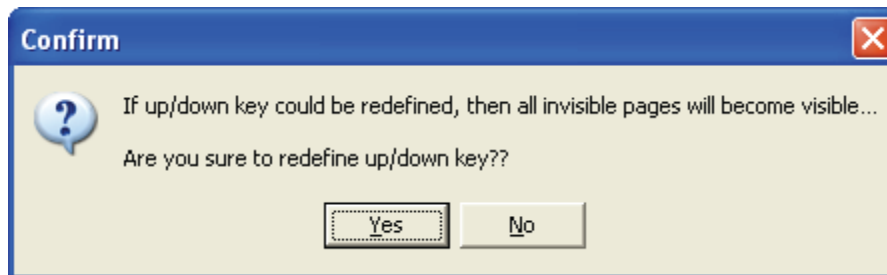 Confirm
If up/down key could be redefined, then all invisible pages will become visible...
Are you sure to redefine up/down key??
Yes
No